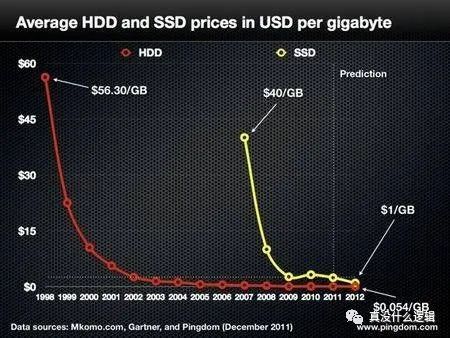 Average HDD and SSD prices in USD per gigabyte
HDD
SSD
$60
Prediction
$56.30/GB
$40/GB
$45
$30
$1/GB
$15
$0
1998 1999 2000 2001 2002 2003 2004 2005 2006 2007 2008 2009 2010 2011 2012
$0.054/GB
真没什么逻辑
Data sources: Mkomo.com, Gartner, and Pingdom (December 2011)
www.pingdom.com